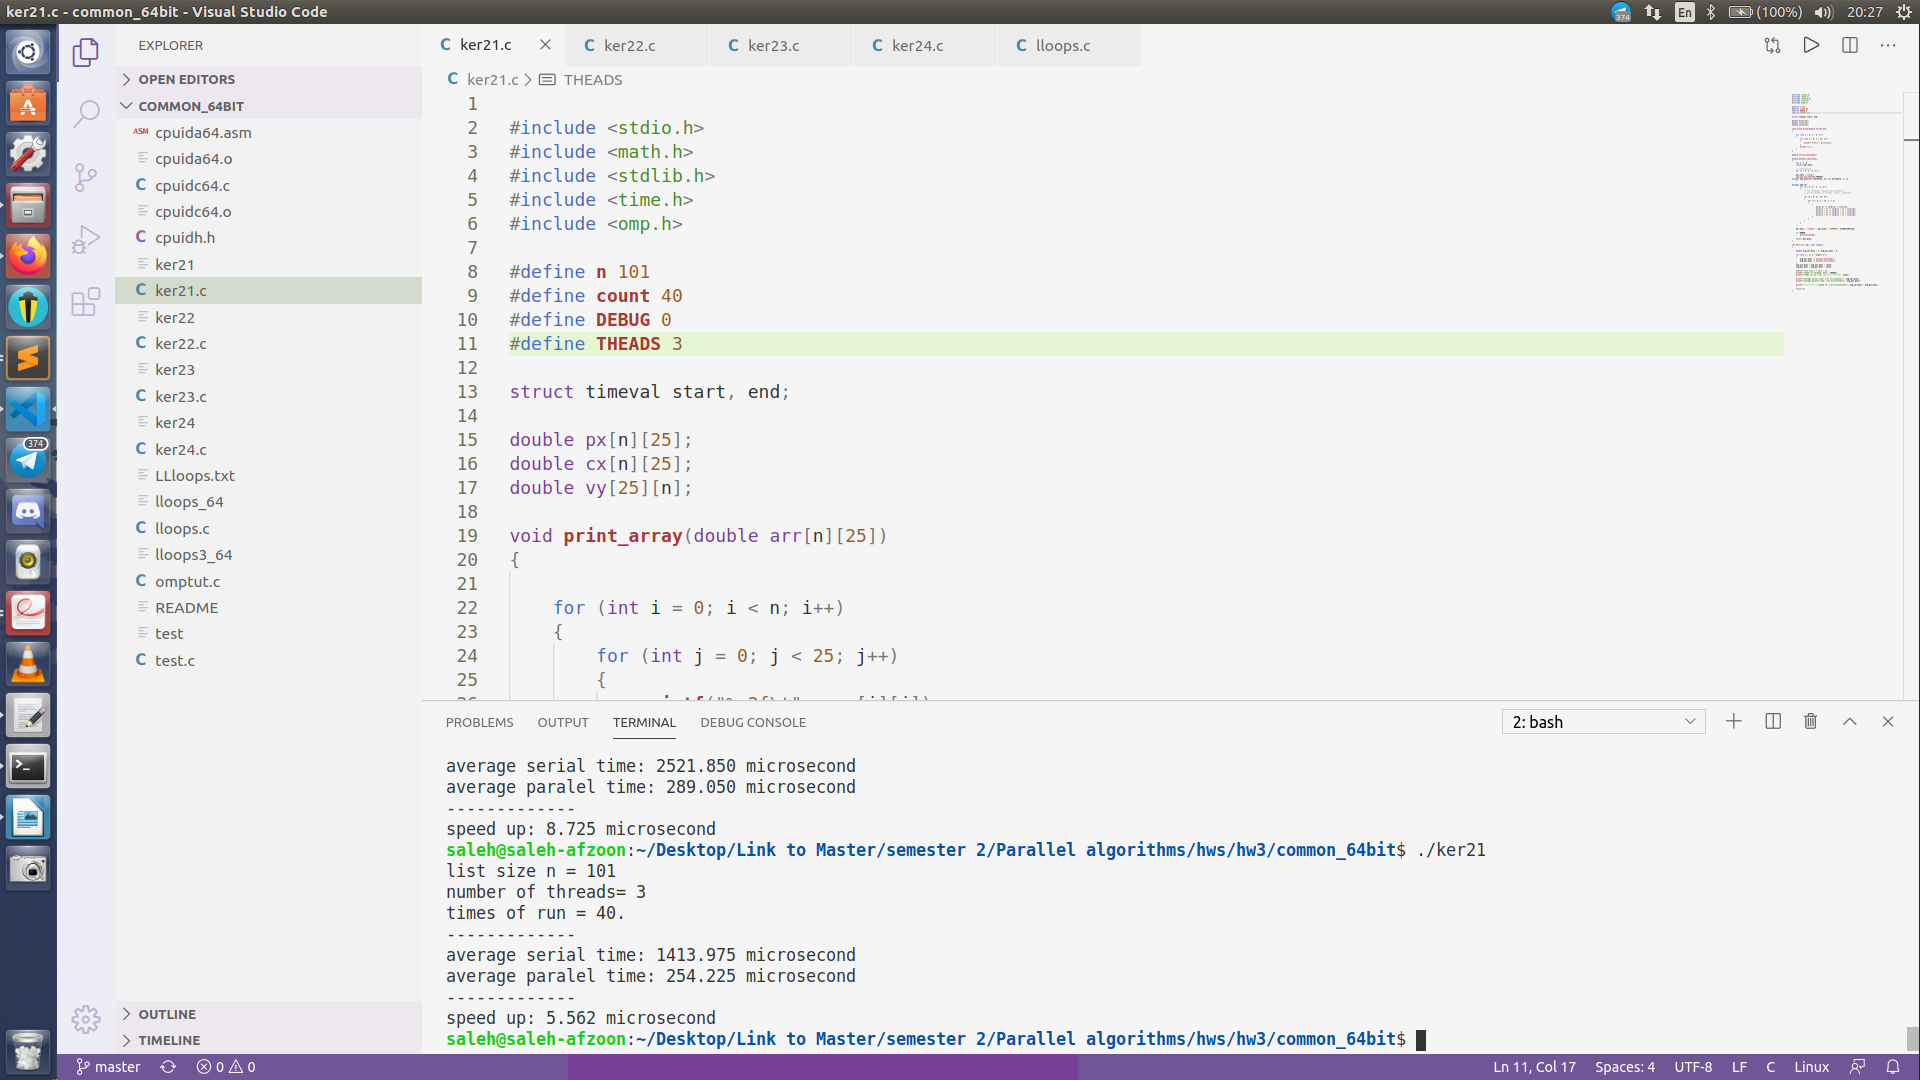 ker21.c - common_64bit - Visual Studio Code
374 En (100%) 20:27
EXPLORER
OPEN EDITORS
COMMON_64BIT
ASM cpuida64.asm
cpuida64.o
C cpuidc64.c
cpuidc64.o
C cpuidh.h
ker21
C ker21.c
ker22
C ker22.c
ker23
C ker23.c
ker24
C ker24.c
LLloops.txt
lloops_64
C lloops.c
lloops3_64
C omptut.c
README
test
C test.c
OUTLINE
TIMELINE
374
C ker21.c C ker22.c C ker23.c C ker24.c C lloops.c
C ker21.c > THEADS
1
2 #include <stdio.h>
3 #include <math.h>
4 #include <stdlib.h>
5 #include <time.h>
6 #include <omp.h>
7
8 #define n 101
9 #define count 40
10 #define DEBUG 0
11 #define THEADS 3
12
13 struct timeval start, end;
14
15 double px[n][25];
16 double cx[n][25];
17 double vy[25][n];
18
19 void print_array(double arr[n][25])
20 {
21
22 for (int i = 0; i < n; i++)
23 {
24 for (int j = 0; j < 25; j++)
25 {
PROBLEMS OUTPUT TERMINAL DEBUG CONSOLE 2: bash
average serial time: 2521.850 microsecond
average paralel time: 289.050 microsecond
-------------
speed up: 8.725 microsecond
saleh@saleh-afzoon:~/Desktop/Link to Master/semester 2/Parallel algorithms/hws/hw3/common_64bit$ ./ker21
list size n = 101
number of threads= 3
times of run = 40.
-------------
average serial time: 1413.975 microsecond
average paralel time: 254.225 microsecond
-------------
speed up: 5.562 microsecond
saleh@saleh-afzoon:~/Desktop/Link to Master/semester 2/Parallel algorithms/hws/hw3/common_64bit$
master 0 0 Ln 11, Col 17 Spaces: 4 UTF-8 LF C Linux